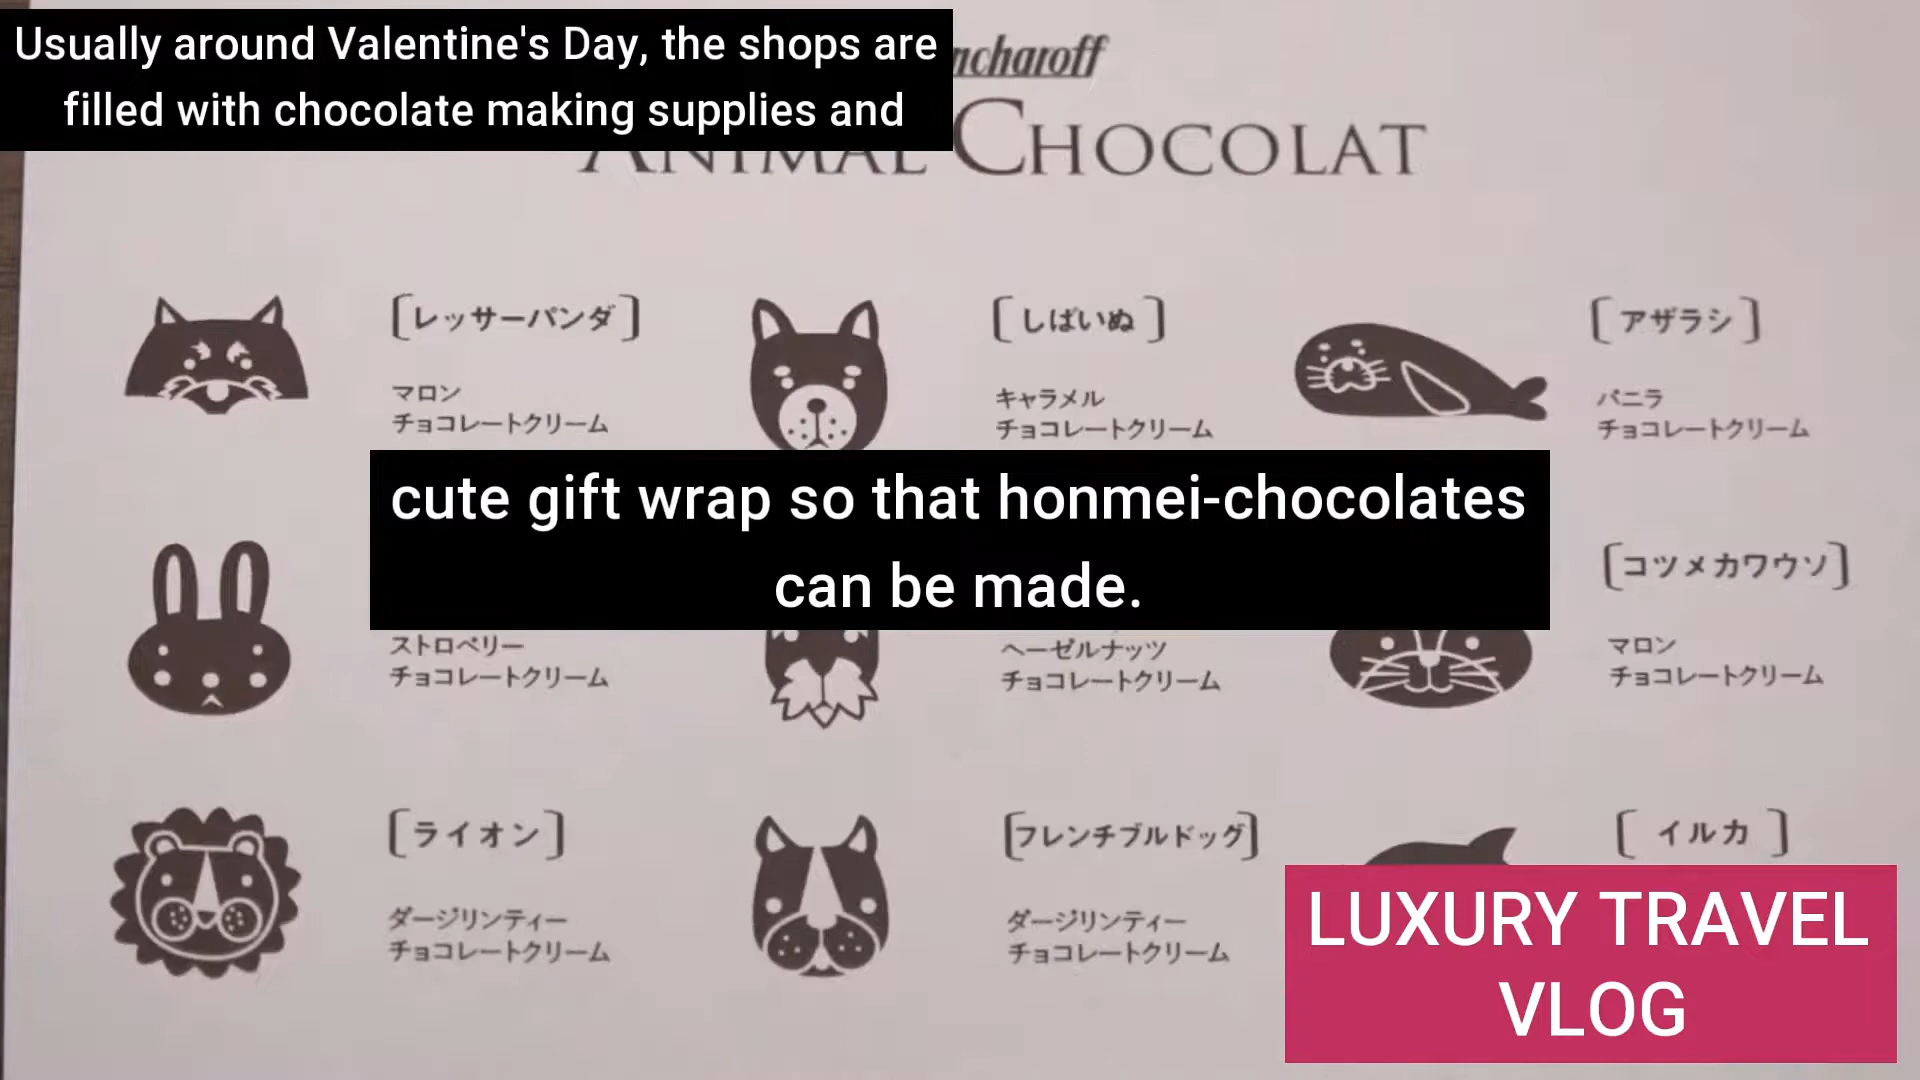 Usually around Valentine's Day, the shops are
filled with chocolate making supplies and
ncharoff
ANIMAL CHOCOLAT
[レッサーパンダ]
マロン
チョコレートクリーム
[しばいぬ]
キャラメル
チョコレートクリーム
[アザラシ]
バニラ
チョコレートクリーム
cute gift wrap so that honmei-chocolates
can be made.
ストロベリー
チョコレートクリーム
ヘーゼルナッツ
チョコレートクリーム
[コツメカワウソ]
マロン
チョコレートクリーム
[ライオン]
ダージリンティー
チョコレートクリーム
[フレンチブルドッグ]
ダージリンティー
チョコレートクリーム
[イルカ]
LUXURY TRAVEL
VLOG